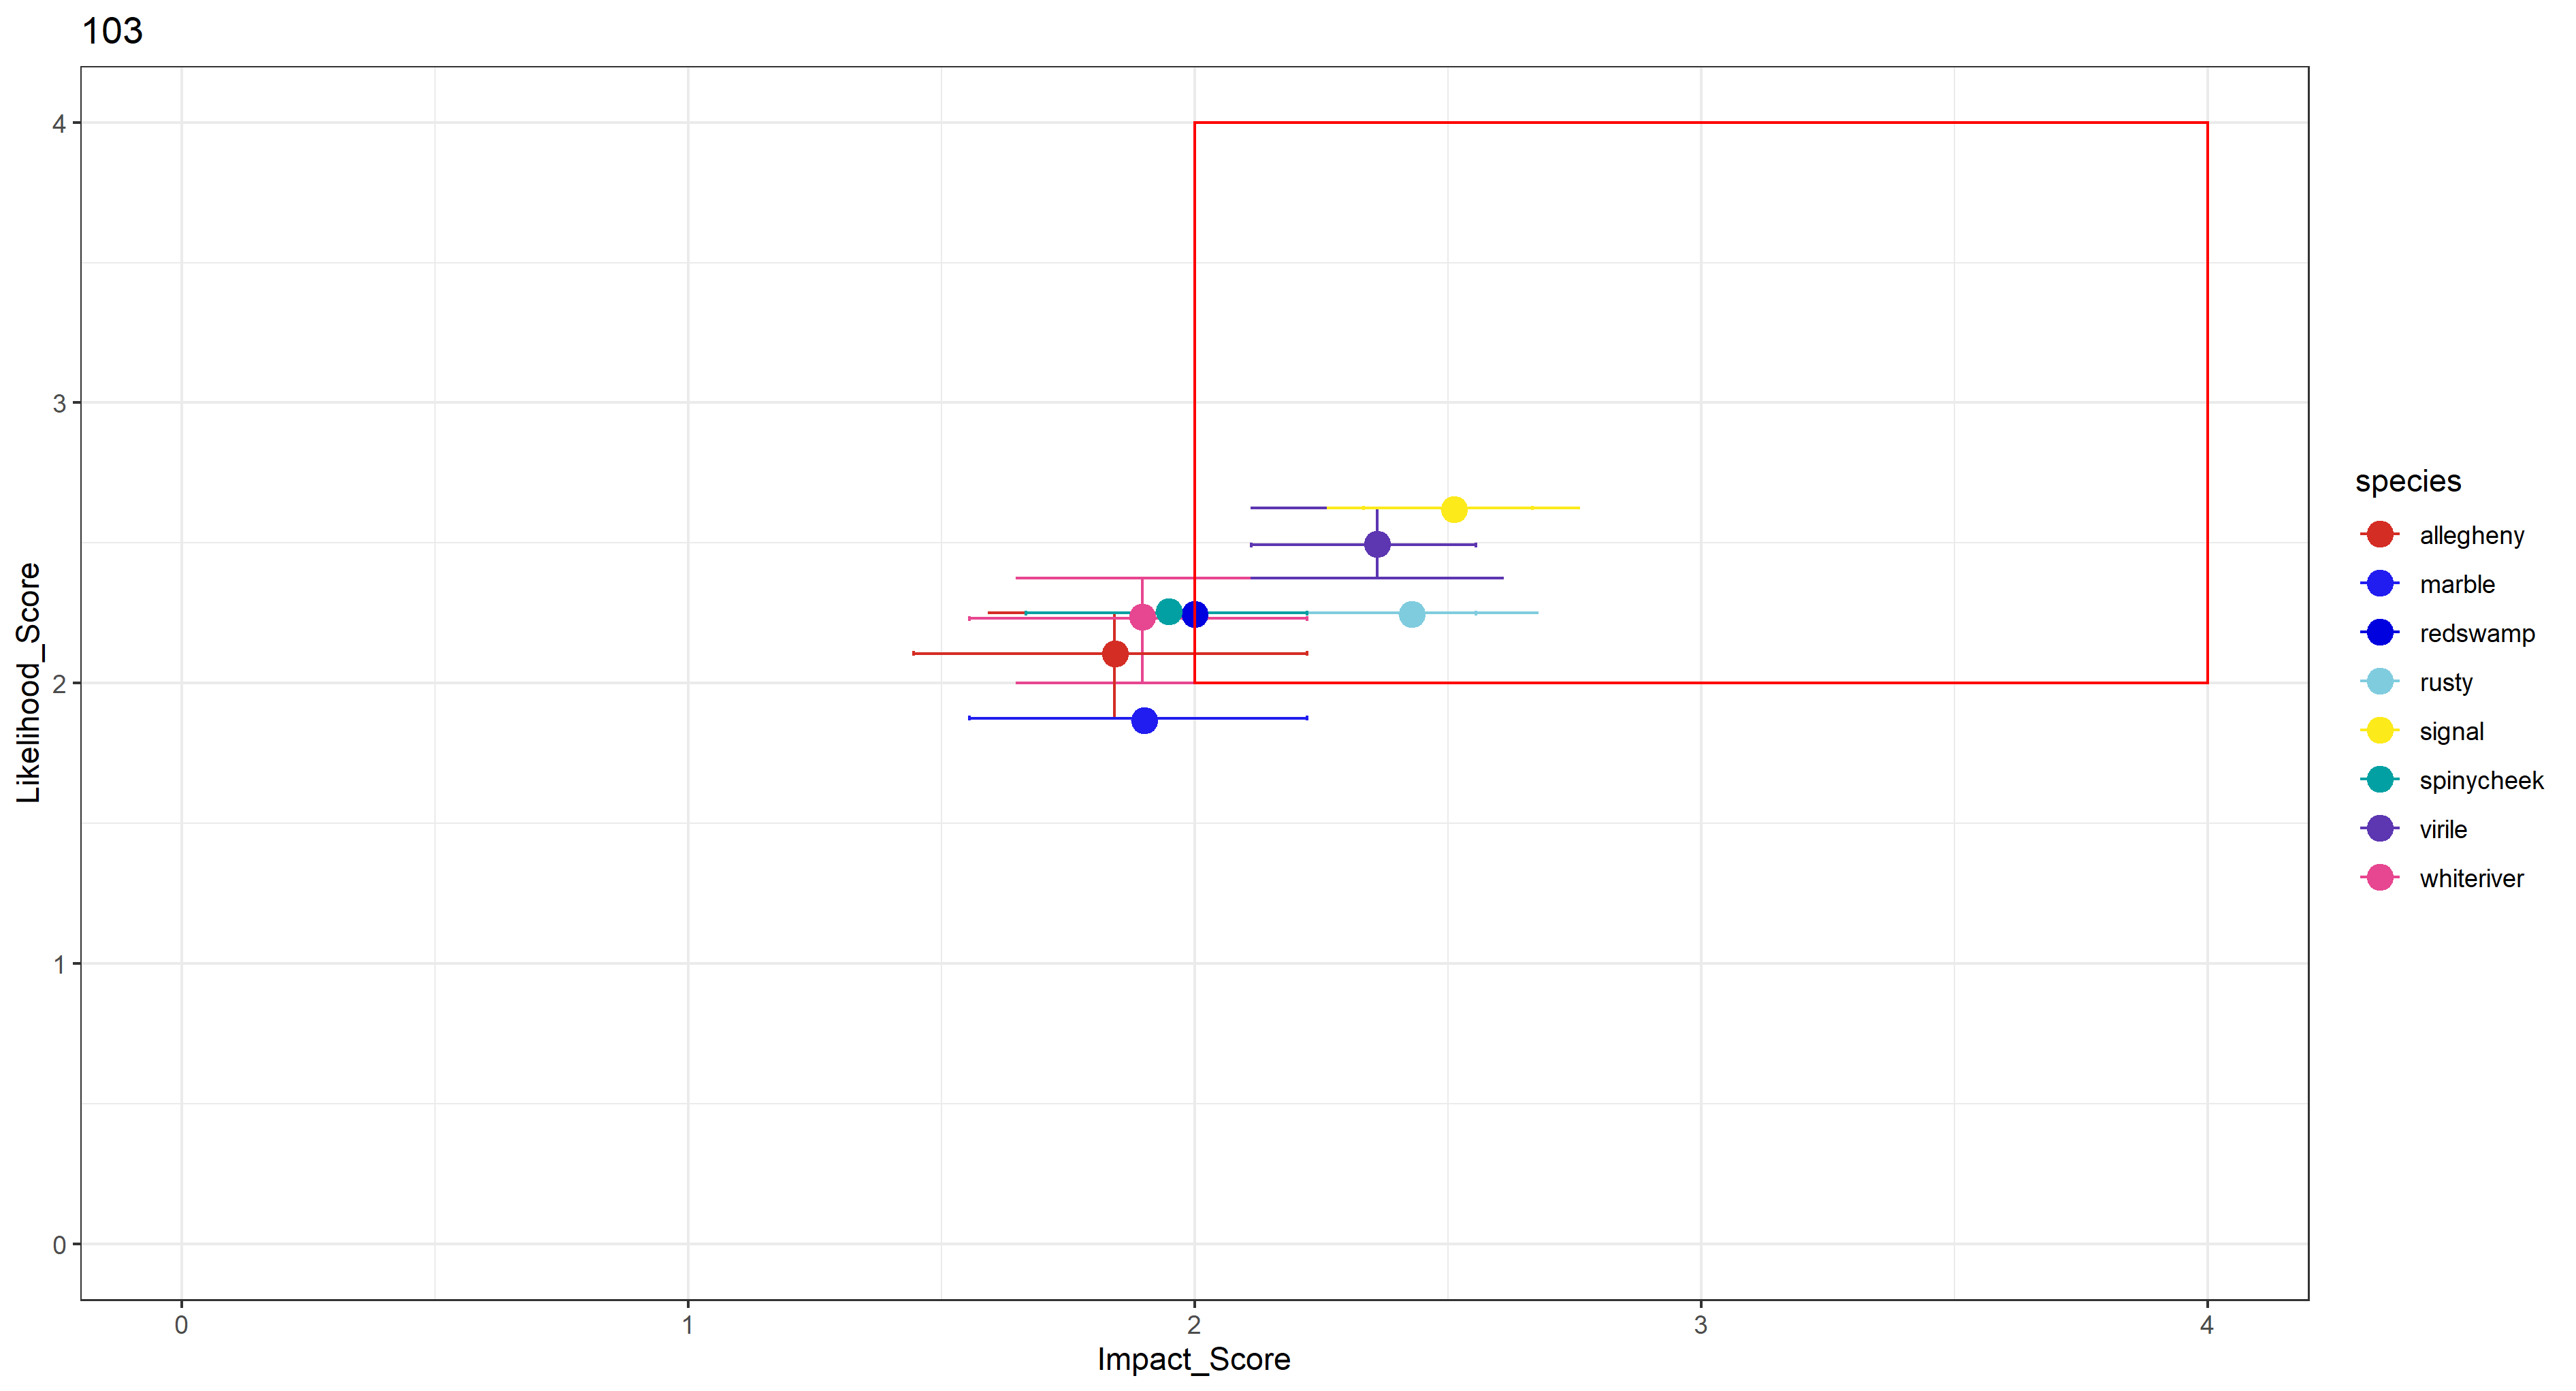 103
Likelihood_Score
4
3
2
1
0
0 1 2 3 4
Impact_Score
species
allegheny
marble
redswamp
rusty
signal
spinycheek
virile
whiteriver